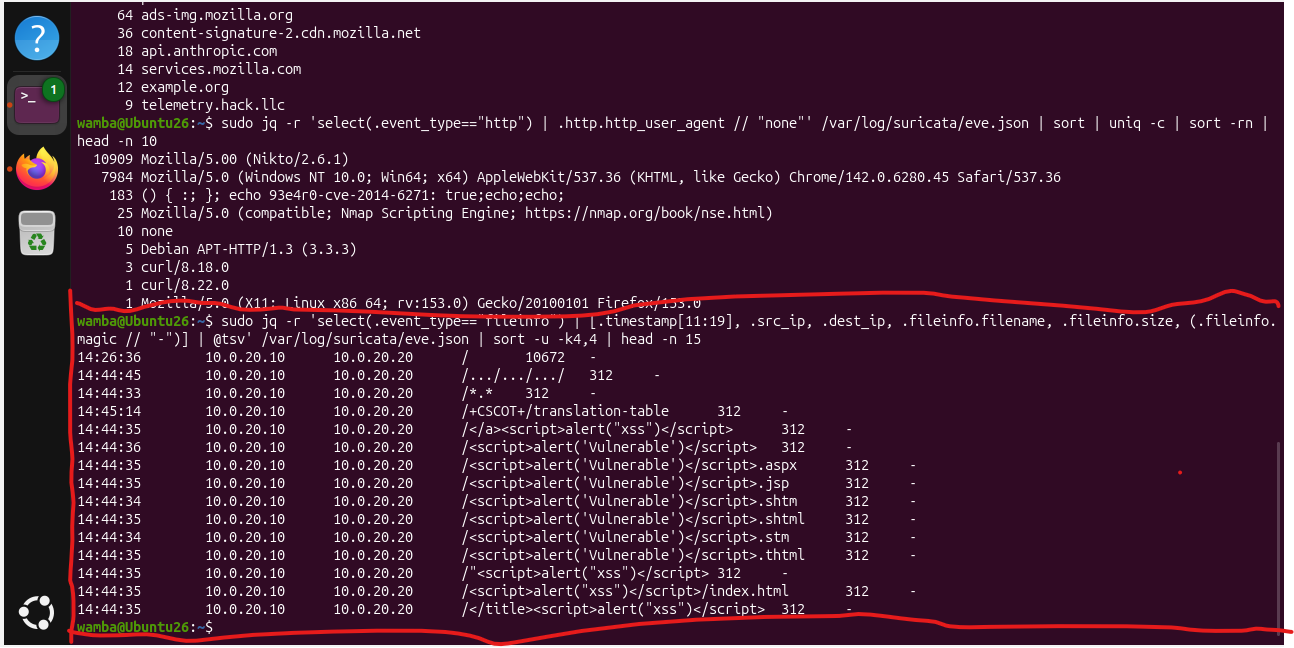 64 ads-img.mozilla.org
36 content-signature-2.cdn.mozilla.net
18 api.anthropic.com
14 services.mozilla.com
12 example.org
9 telemetry.hack.llc
wamba@Ubuntu26:~$ sudo jq -r 'select(.event_type=="http") | .http.http_user_agent // "none"' /var/log/suricata/eve.json | sort | uniq -c | sort -rn |
head -n 10
10909 Mozilla/5.00 (Nikto/2.6.1)
7984 Mozilla/5.0 (Windows NT 10.0; Win64; x64) AppleWebKit/537.36 (KHTML, like Gecko) Chrome/142.0.6280.45 Safari/537.36
183 () { :; }; echo 93e4r0-cve-2014-6271: true;echo;echo;
25 Mozilla/5.0 (compatible; Nmap Scripting Engine; https://nmap.org/book/nse.html)
10 none
5 Debian APT-HTTP/1.3 (3.3.3)
3 curl/8.18.0
1 curl/8.22.0
1 Mozilla/5.0 (X11; Linux x86_64; rv:153.0) Gecko/20100101 Firefox/153.0
wamba@Ubuntu26:~$ sudo jq -r 'select(.event_type=="fileinfo") | [.timestamp[11:19], .src_ip, .dest_ip, .fileinfo.filename, .fileinfo.size, (.fileinfo.
magic // "-")] | @tsv' /var/log/suricata/eve.json | sort -u -k4,4 | head -n 15
14:26:36 10.0.20.10 10.0.20.20 / 10672 -
14:44:45 10.0.20.10 10.0.20.20 /.../.../.../ 312 -
14:44:33 10.0.20.10 10.0.20.20 /*.* 312 -
14:45:14 10.0.20.10 10.0.20.20 /+CSCOT+/translation-table 312 -
14:44:35 10.0.20.10 10.0.20.20 /</a><script>alert("xss")</script> 312 -
14:44:36 10.0.20.10 10.0.20.20 /<script>alert('Vulnerable')</script> 312 -
14:44:35 10.0.20.10 10.0.20.20 /<script>alert('Vulnerable')</script>.aspx 312 -
14:44:35 10.0.20.10 10.0.20.20 /<script>alert('Vulnerable')</script>.jsp 312 -
14:44:34 10.0.20.10 10.0.20.20 /<script>alert('Vulnerable')</script>.shtm 312 -
14:44:35 10.0.20.10 10.0.20.20 /<script>alert('Vulnerable')</script>.shtml 312 -
14:44:34 10.0.20.10 10.0.20.20 /<script>alert('Vulnerable')</script>.stm 312 -
14:44:35 10.0.20.10 10.0.20.20 /<script>alert('Vulnerable')</script>.thtml 312 -
14:44:35 10.0.20.10 10.0.20.20 /"<script>alert("xss")</script> 312 -
14:44:35 10.0.20.10 10.0.20.20 /<script>alert("xss")</script>/index.html 312 -
14:44:35 10.0.20.10 10.0.20.20 /</title><script>alert("xss")</script> 312 -
wamba@Ubuntu26:~$